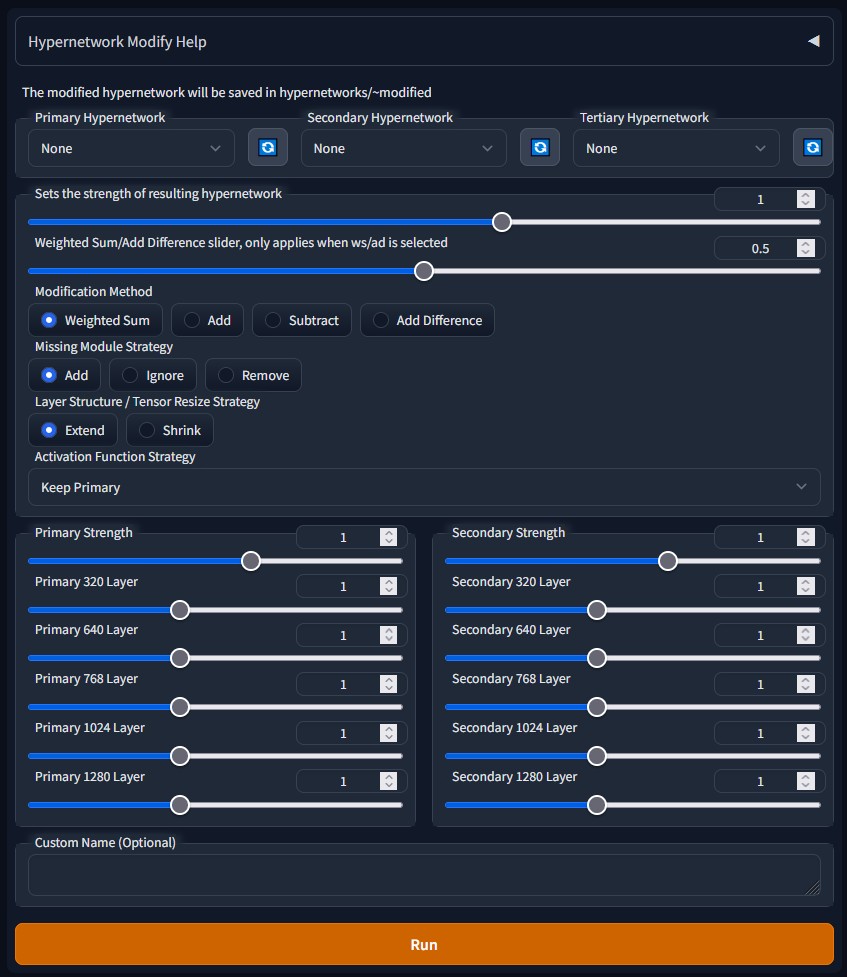 Hypernetwork Modify Help
The modified hypernetwork will be saved in hypernetworks/~modified
Primary Hypernetwork Secondary Hypernetwork Tertiary Hypernetwork
None None None
Sets the strength of resulting hypernetwork 1
Weighted Sum/Add Difference slider, only applies when ws/ad is selected 0.5
Modification Method
Weighted Sum Add Subtract Add Difference
Missing Module Strategy
Add Ignore Remove
Layer Structure / Tensor Resize Strategy
Extend Shrink
Activation Function Strategy
Keep Primary
Primary Strength 1 Secondary Strength 1
Primary 320 Layer 1 Secondary 320 Layer 1
Primary 640 Layer 1 Secondary 640 Layer 1
Primary 768 Layer 1 Secondary 768 Layer 1
Primary 1024 Layer 1 Secondary 1024 Layer 1
Primary 1280 Layer 1 Secondary 1280 Layer 1
Custom Name (Optional)
Run